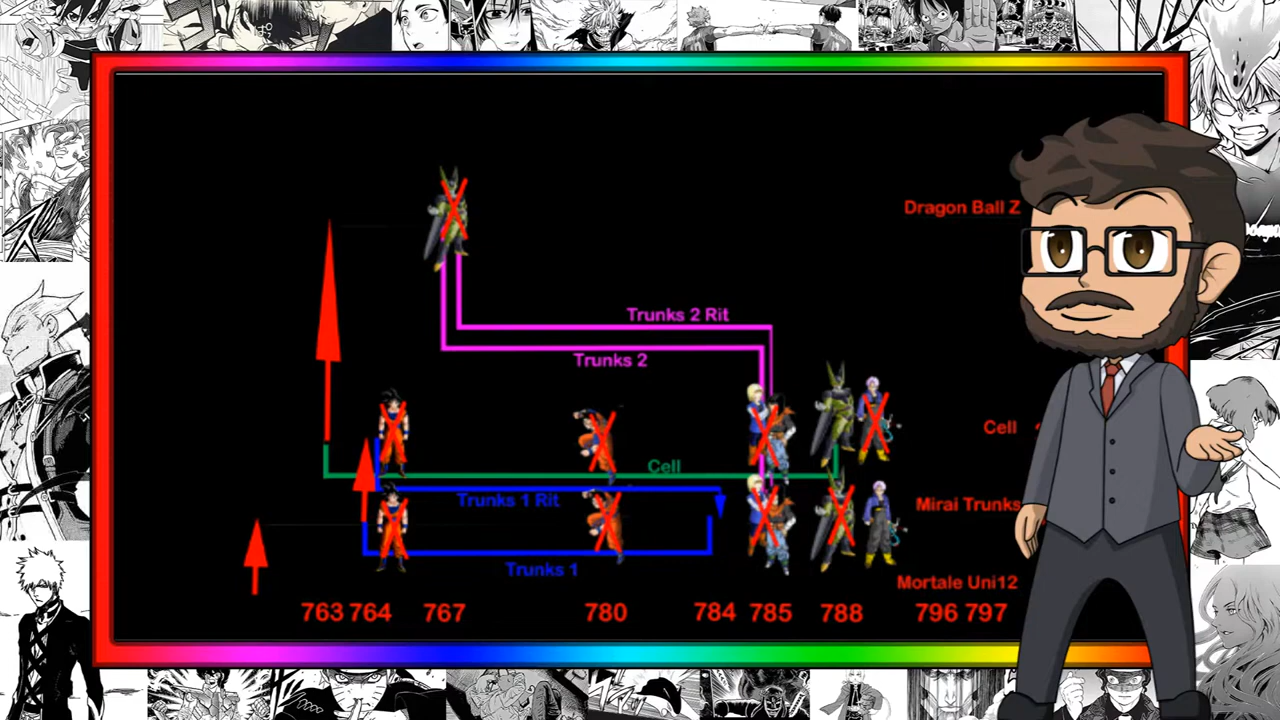 Dragon Ball Z
Trunks 2 Rit
Trunks 2
Cell
Cell
Trunks 1 Rit
Mirai Trunks
Trunks 1
Mortale Uni12
763 764 767 780 784 785 788 796 797